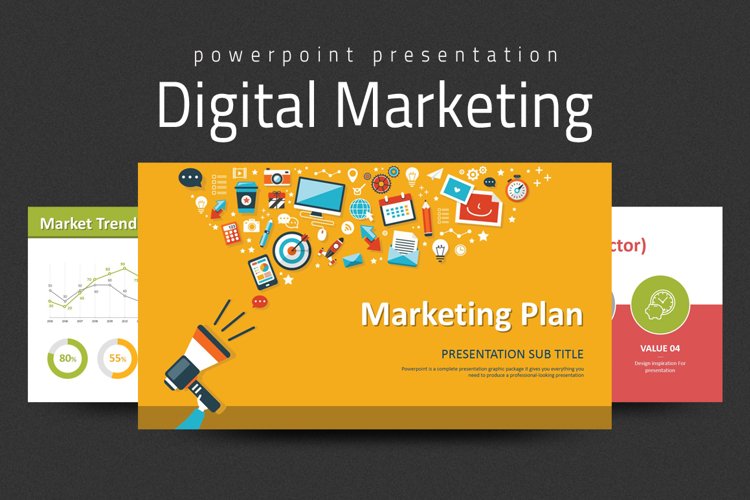 powerpoint presentation
Digital Marketing
Market Trend
80%
55%
Marketing Plan
PRESENTATION SUB TITLE
Powerpoint is a complete presentation graphic package it gives you everything you
need to produce a professional-looking presentation
ctor)
VALUE 04
Design inspiration For
presentation